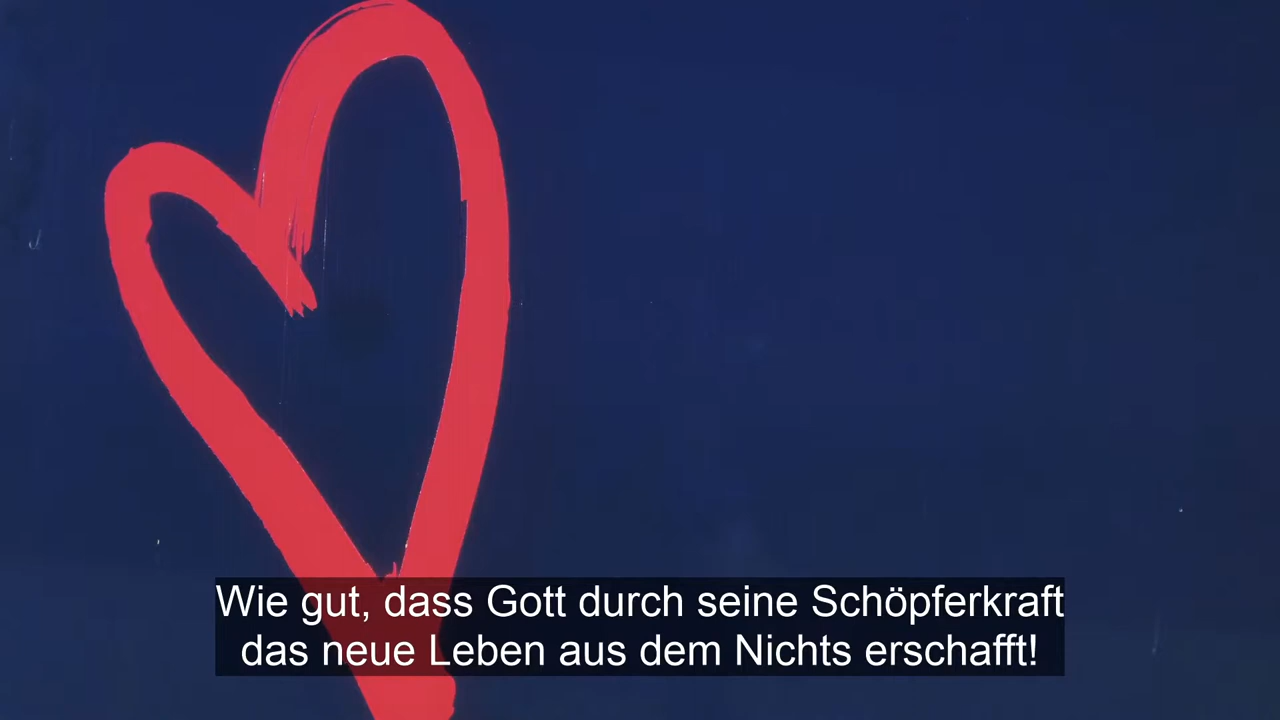 Wie gut, dass Gott durch seine Schöpferkraft
das neue Leben aus dem Nichts erschafft!